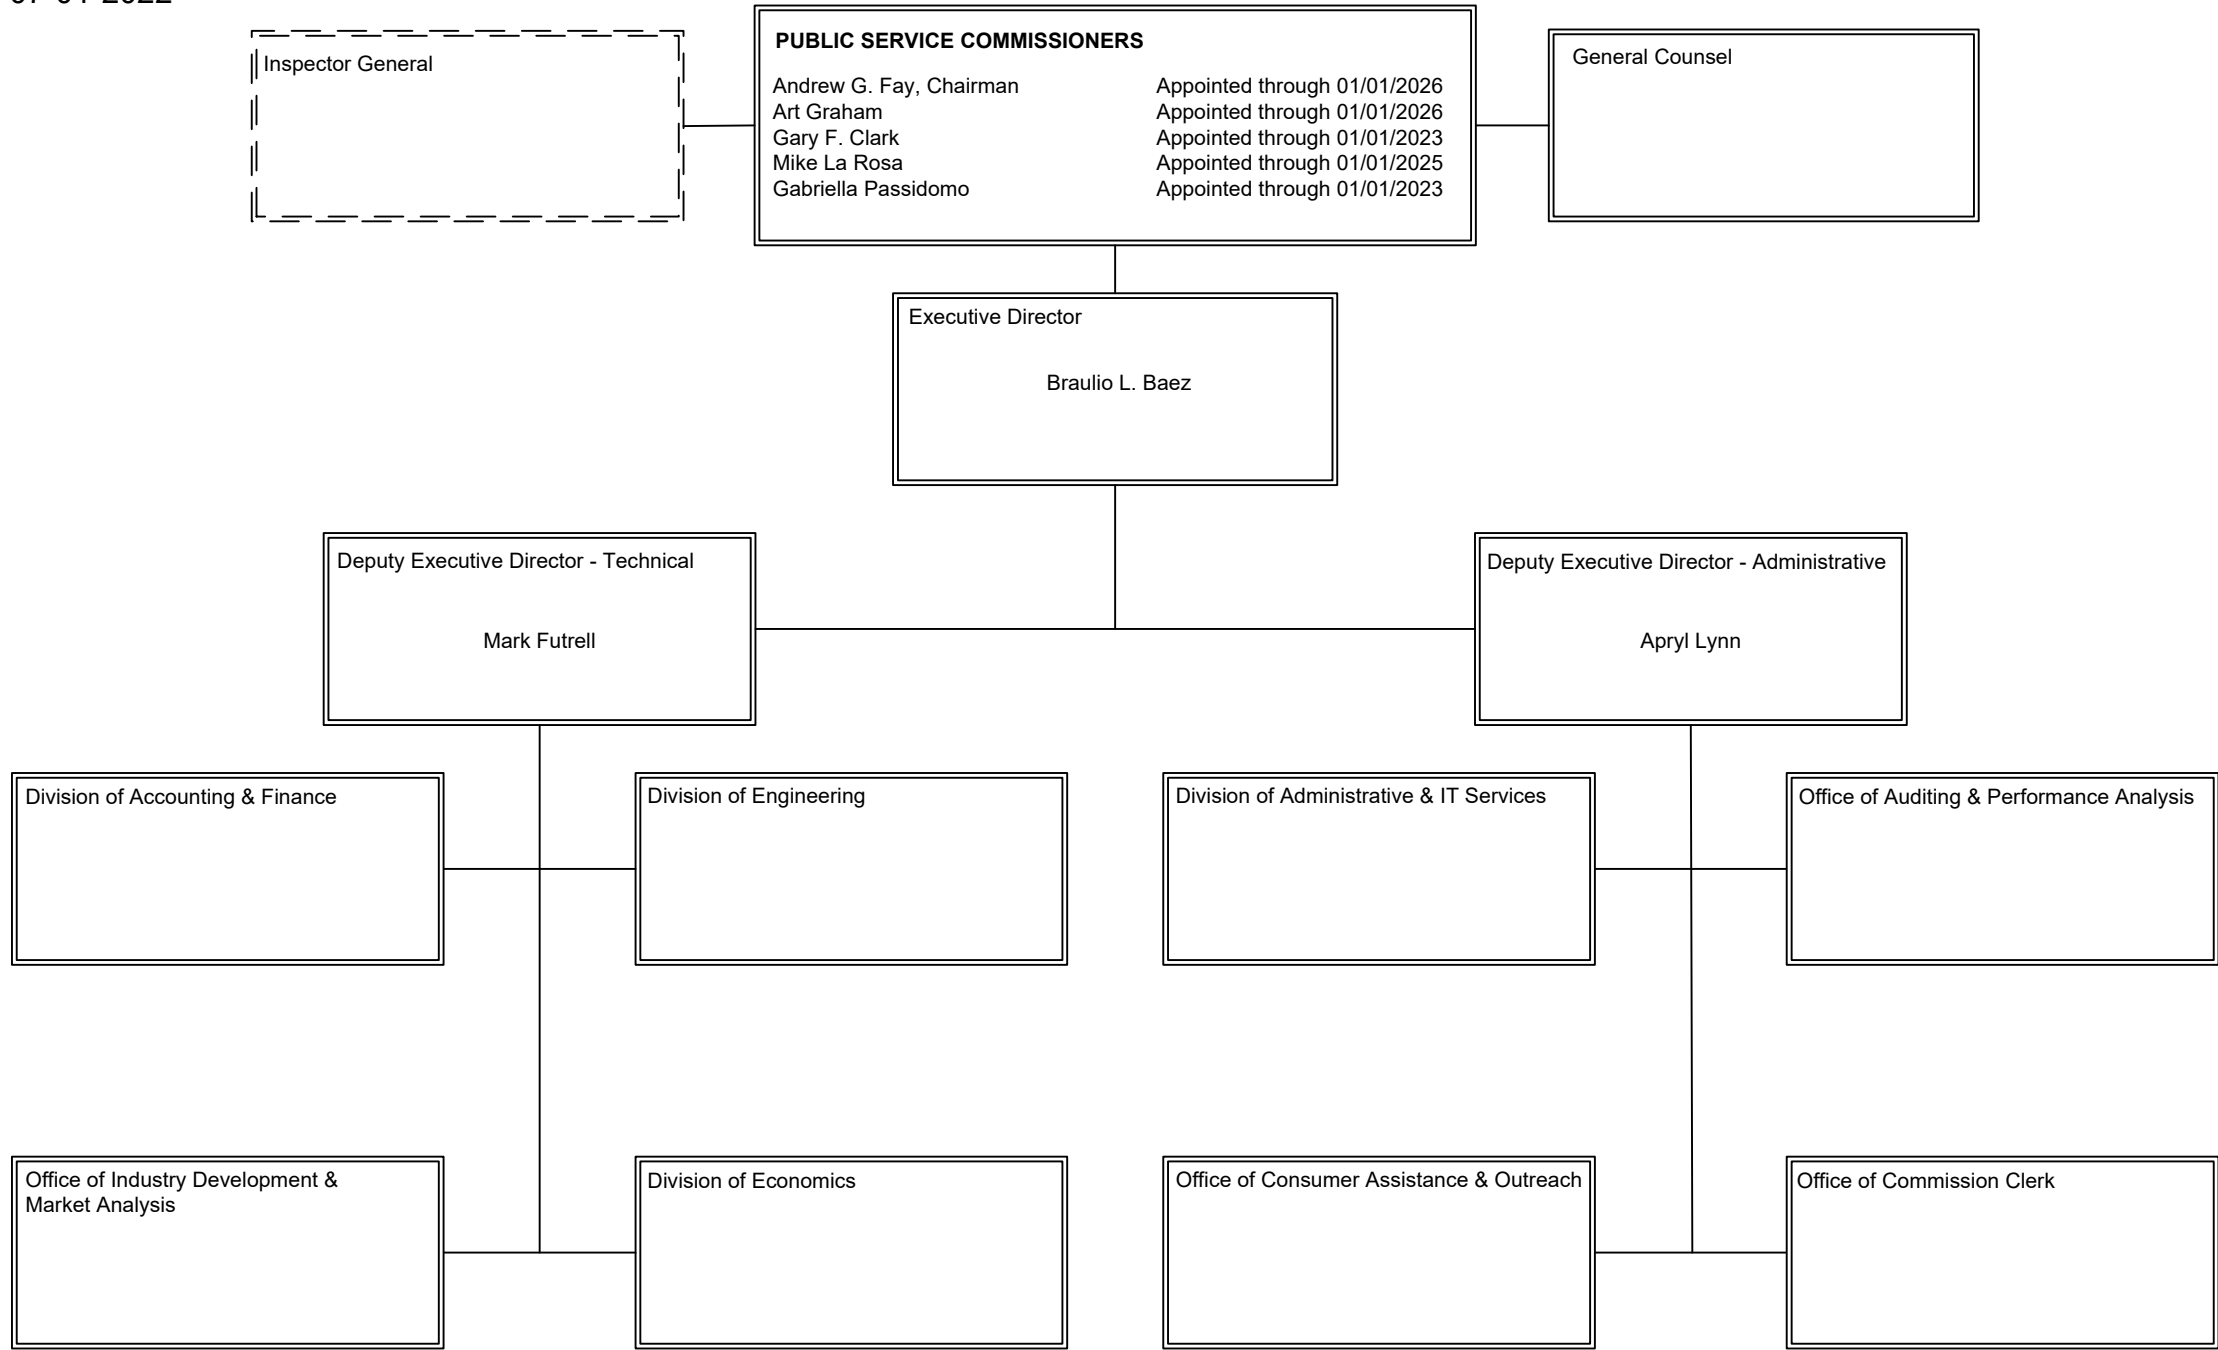 Inspector General
PUBLIC SERVICE COMMISSIONERS
Andrew G. Fay, Chairman Appointed through 01/01/2026
Art Graham Appointed through 01/01/2026
Gary F. Clark Appointed through 01/01/2023
Mike La Rosa Appointed through 01/01/2025
Gabriella Passidomo Appointed through 01/01/2023
General Counsel
Executive Director
Braulio L. Baez
Deputy Executive Director - Technical
Mark Futrell
Deputy Executive Director - Administrative
Apryl Lynn
Division of Accounting & Finance
Division of Engineering
Division of Administrative & IT Services
Office of Auditing & Performance Analysis
Office of Industry Development &
Market Analysis
Division of Economics
Office of Consumer Assistance & Outreach
Office of Commission Clerk